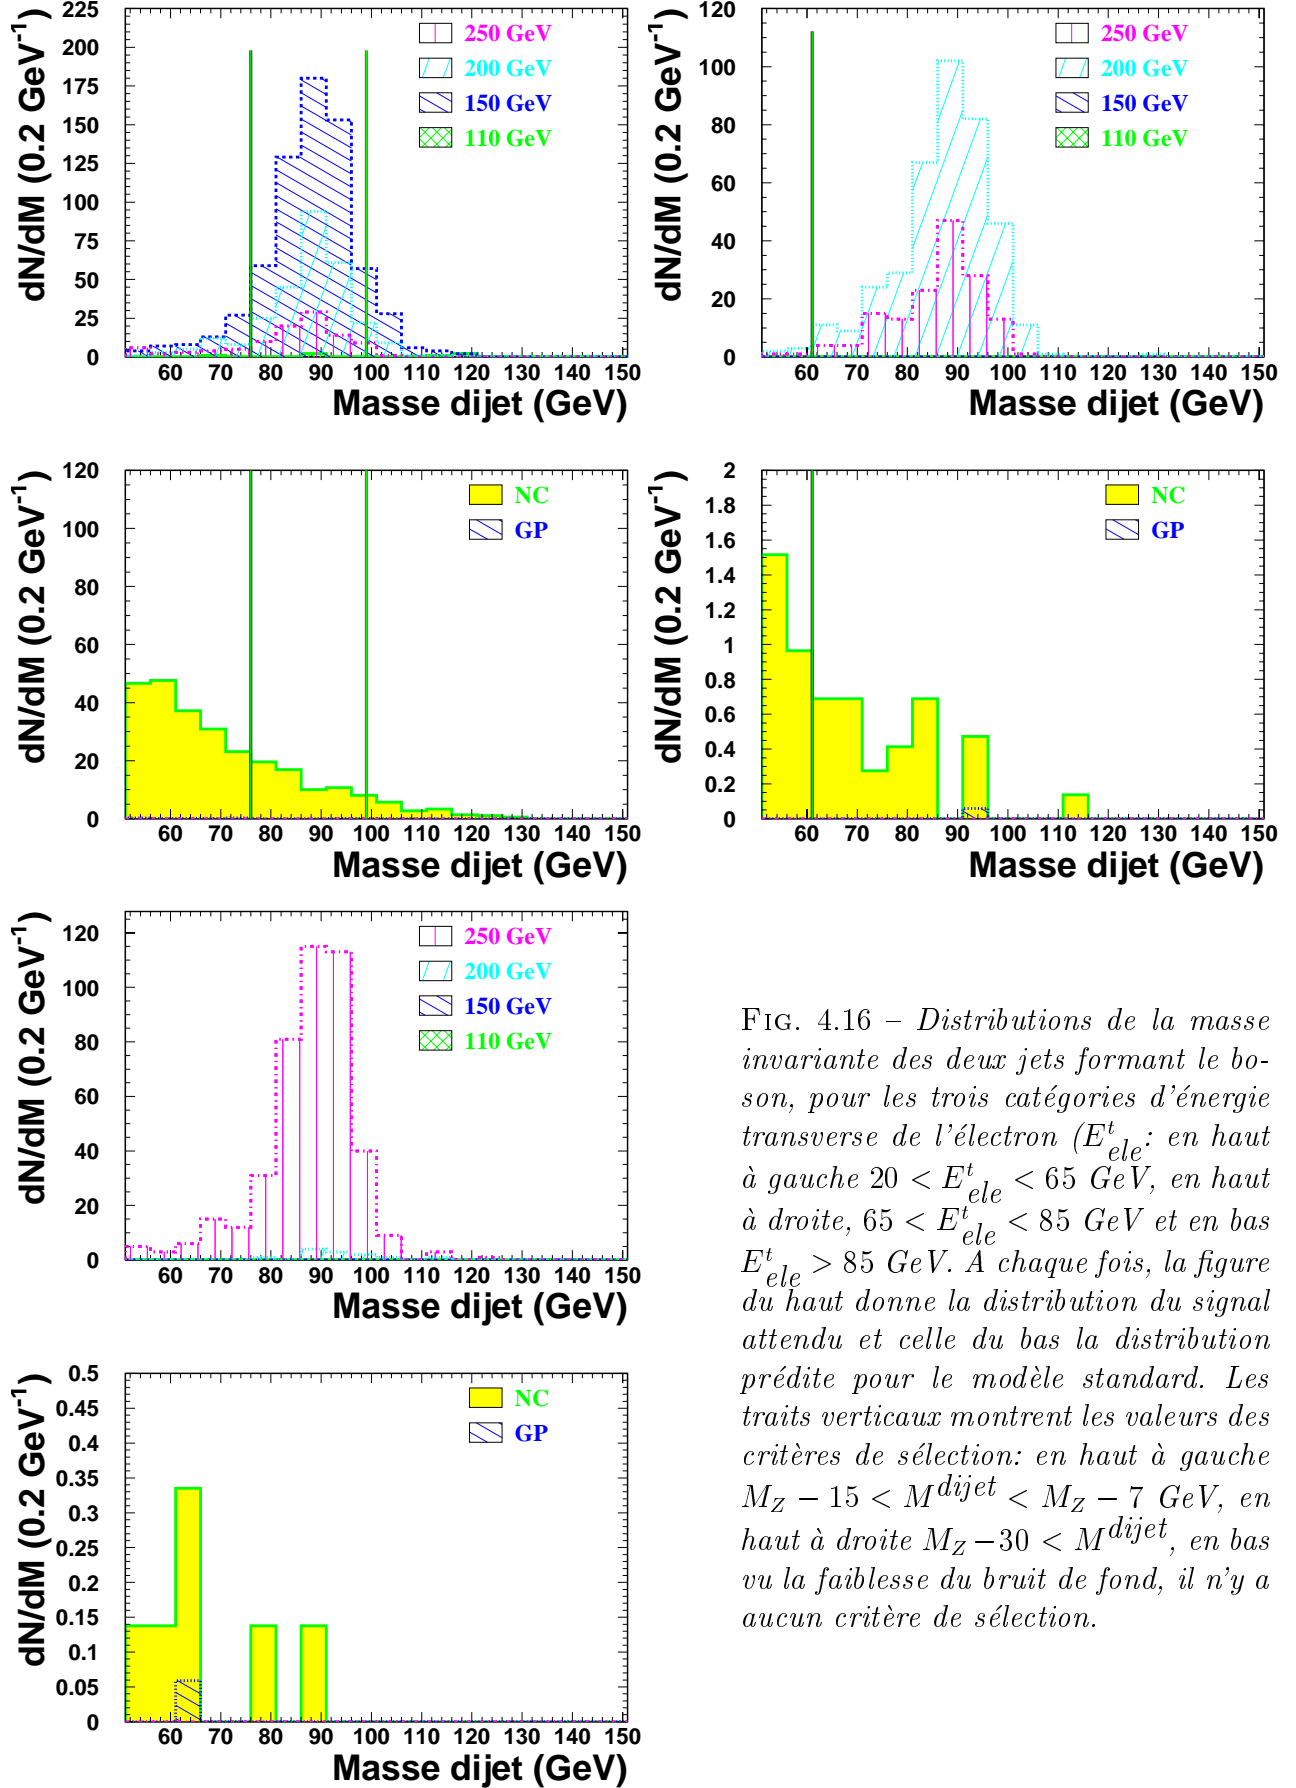 dN/dM (0.2 GeV-1)
225
200
175
150
125
100
75
50
25
0
250 GeV
200 GeV
150 GeV
110 GeV
60 70 80 90 100 110 120 130 140 150
Masse dijet (GeV)
dN/dM (0.2 GeV-1)
120
100
80
60
40
20
0
250 GeV
200 GeV
150 GeV
110 GeV
60 70 80 90 100 110 120 130 140 150
Masse dijet (GeV)
dN/dM (0.2 GeV-1)
120
100
80
60
40
20
0
NC
GP
60 70 80 90 100 110 120 130 140 150
Masse dijet (GeV)
dN/dM (0.2 GeV-1)
2
1.8
1.6
1.4
1.2
1
0.8
0.6
0.4
0.2
0
NC
GP
60 70 80 90 100 110 120 130 140 150
Masse dijet (GeV)
dN/dM (0.2 GeV-1)
120
100
80
60
40
20
0
250 GeV
200 GeV
150 GeV
110 GeV
60 70 80 90 100 110 120 130 140 150
Masse dijet (GeV)
dN/dM (0.2 GeV-1)
0.5
0.45
0.4
0.35
0.3
0.25
0.2
0.15
0.1
0.05
0
NC
GP
60 70 80 90 100 110 120 130 140 150
Masse dijet (GeV)
FIG. 4.16 – Distributions de la masse
invariante des deux jets formant le bo-
son, pour les trois catégories d'énergie
transverse de l'électron (E^t_ele: en haut
à gauche 20 < E^t_ele < 65 GeV, en haut
à droite, 65 < E^t_ele < 85 GeV et en bas
E^t_ele > 85 GeV. A chaque fois, la figure
du haut donne la distribution du signal
attendu et celle du bas la distribution
prédite pour le modèle standard. Les
traits verticaux montrent les valeurs des
critères de sélection: en haut à gauche
M_Z − 15 < M^dijet < M_Z − 7 GeV, en
haut à droite M_Z − 30 < M^dijet, en bas
vu la faiblesse du bruit de fond, il n'y a
aucun critère de sélection.